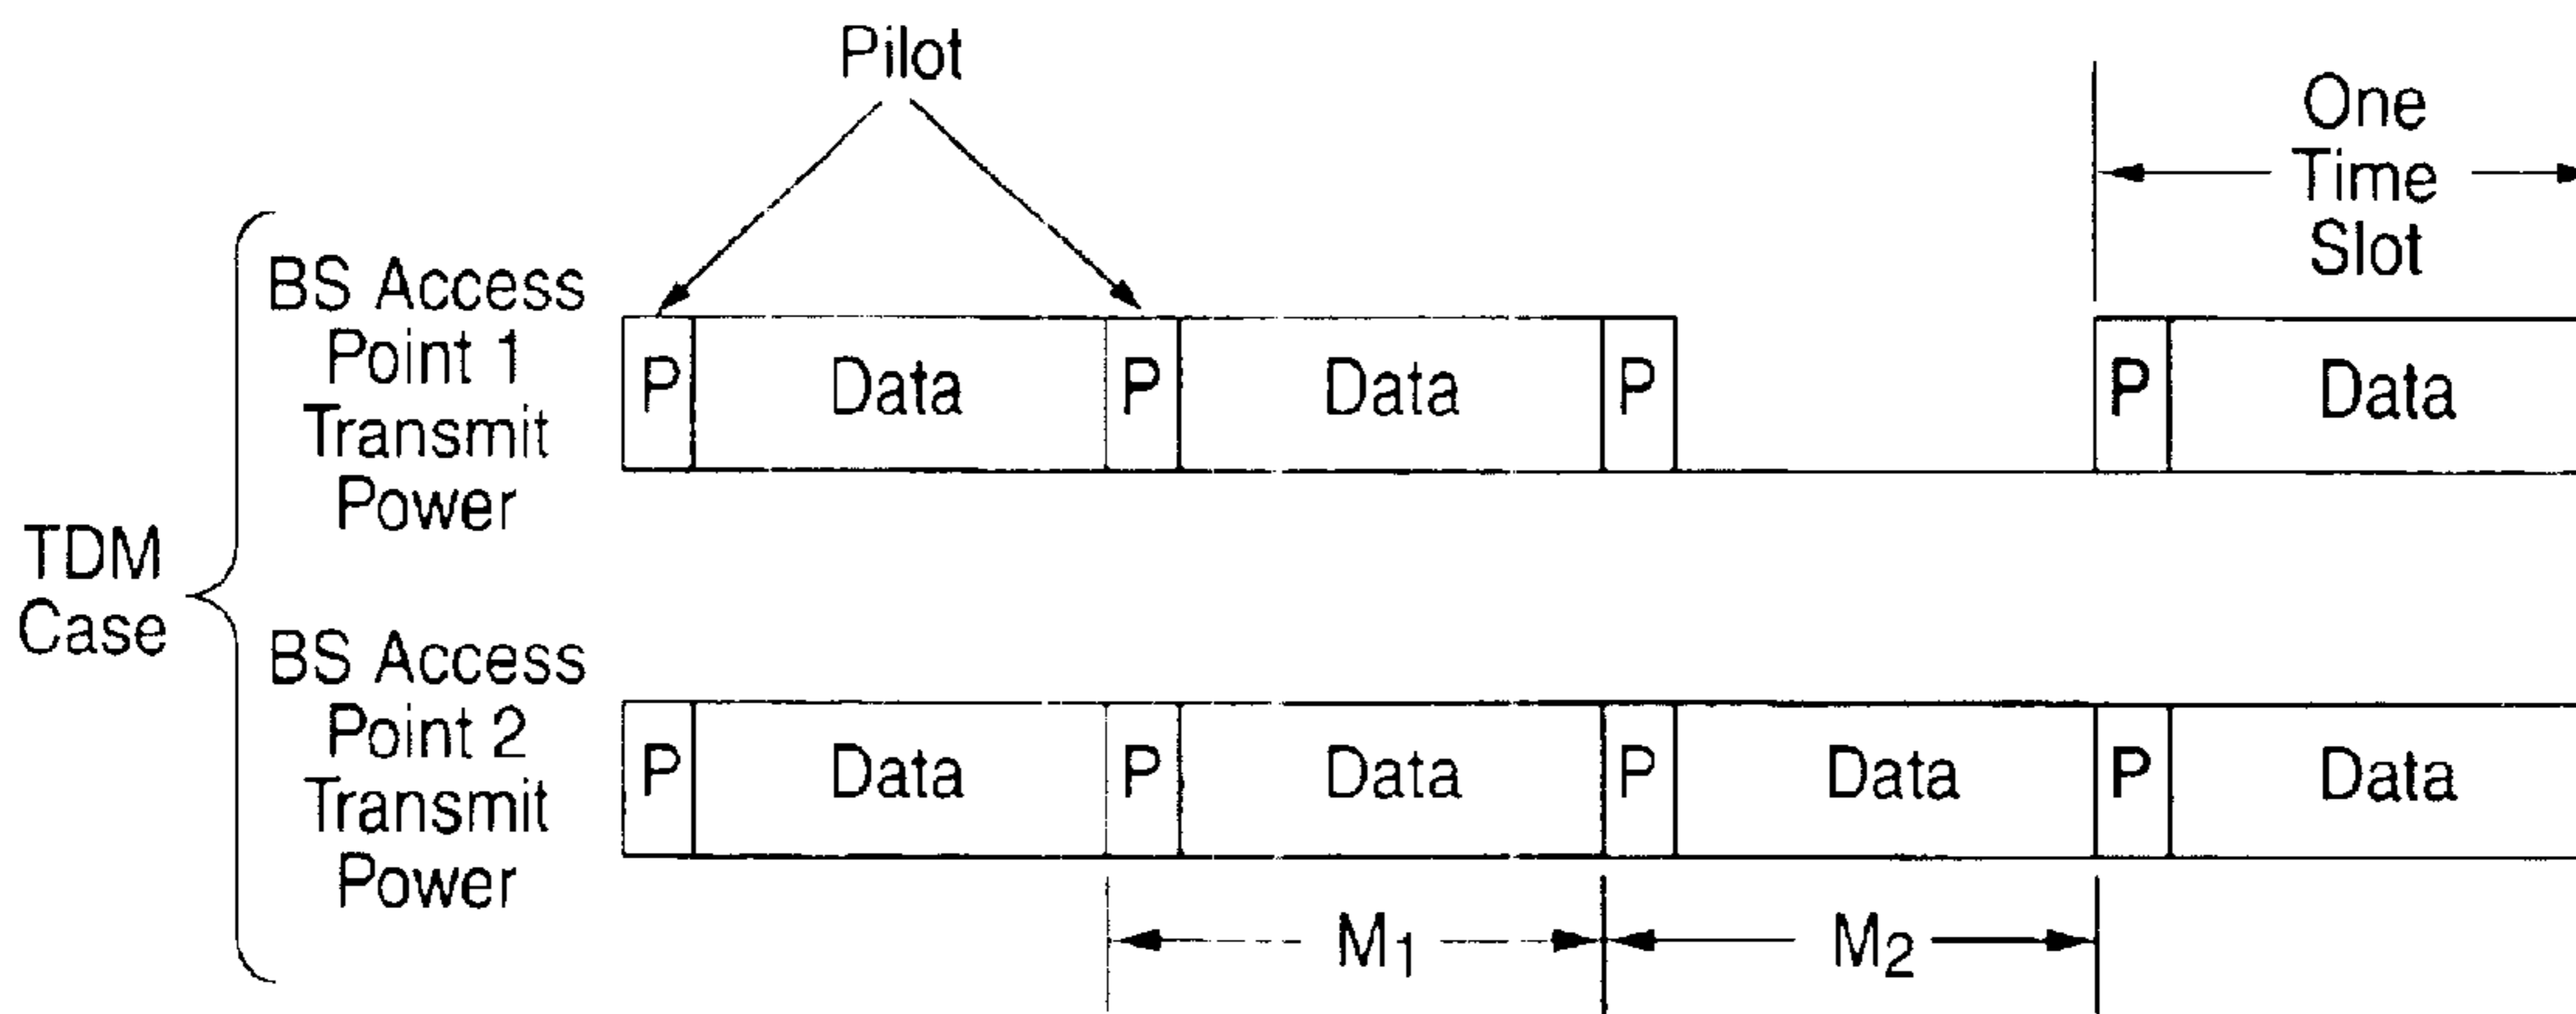 Pilot
One
Time
Slot
BS Access
Point 1
Transmit
Power
P Data P Data P P Data
TDM
Case
BS Access
Point 2
Transmit
Power
P Data P Data P Data P Data
M1 M2